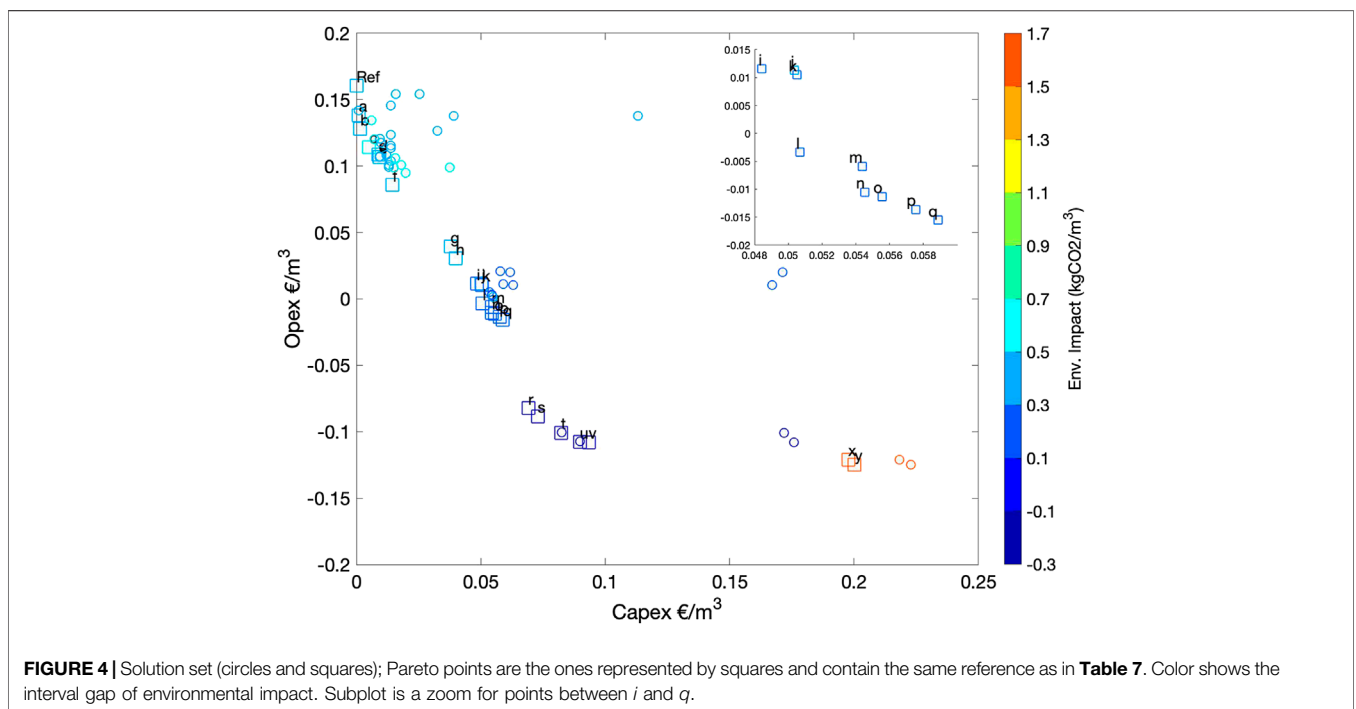 0.2
0.15
0.1
0.05
0
-0.05
-0.1
-0.15
-0.2
Opex €/m3
0
0.05
0.1
0.15
0.2
0.25
Capex €/m3
Ref
a
b
c
f
g
h
r
s
t
uv
x
y
0.015
0.01
0.005
0
-0.005
-0.01
-0.015
-0.02
0.048
0.05
0.052
0.054
0.056
0.058
i
k
l
m
n
o
p
q
1.7
1.5
1.3
1.1
0.9
0.7
0.5
0.3
0.1
-0.1
-0.3
Env. Impact (kgCO2/m3)
FIGURE 4 | Solution set (circles and squares); Pareto points are the ones represented by squares and contain the same reference as in Table 7. Color shows the
interval gap of environmental impact. Subplot is a zoom for points between i and q.